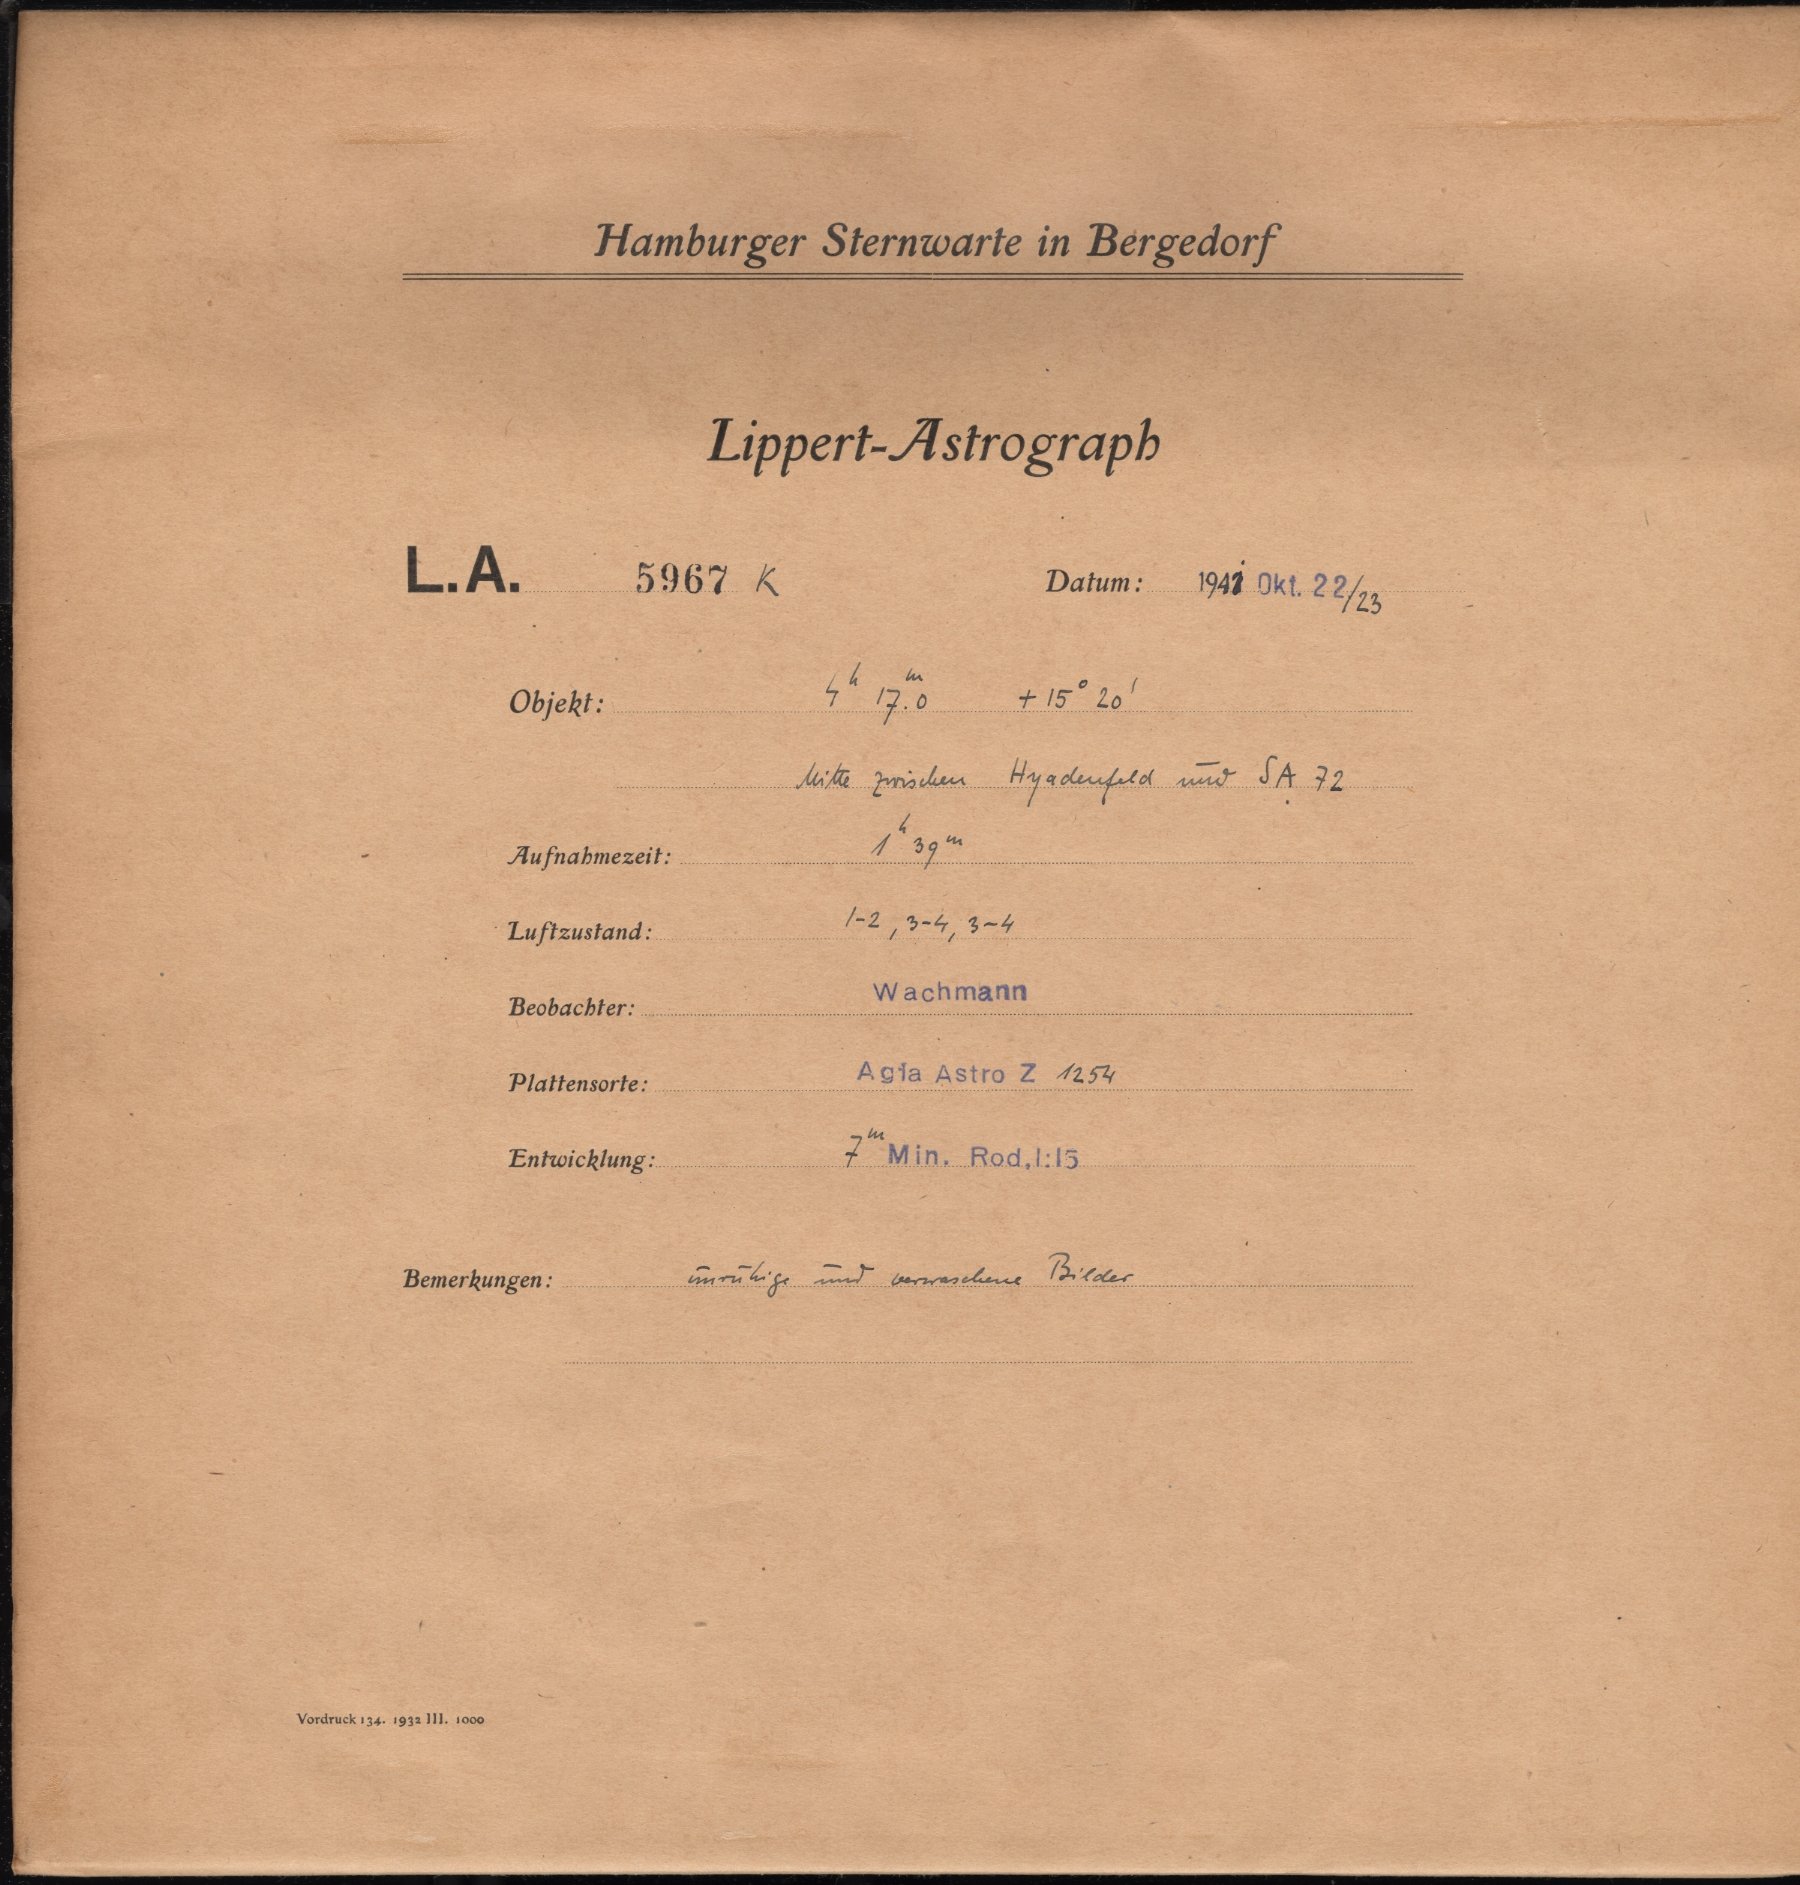 Hamburger Sternwarte in Bergedorf
Lippert-Astrograph
L.A. 5967 K Datum: 1941 Okt. 22/23
Objekt: 4h 17.m0 + 15° 20'
Mitte zwischen Hyadenfeld und SA 72
Aufnahmezeit: 1h 39m
Luftzustand: 1-2, 3-4, 3-4
Beobachter: Wachmann
Plattensorte: Agfa Astro Z 1254
Entwicklung: 7m Min. Rod,1:15
Bemerkungen: unruhige und verwaschene Bilder
Vordruck 134. 1932 III. 1000